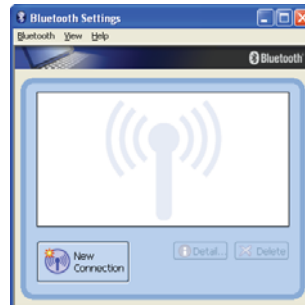 Bluetooth Settings
Bluetooth View Help
Bluetooth
New
Connection
Detail... Delete